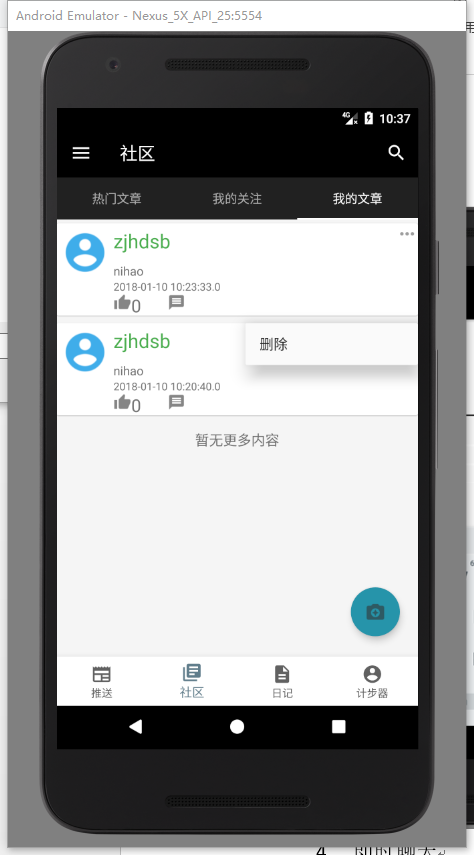 Android Emulator - Nexus_5X_API_25:5554
4G 10:37
社区
热门文章 我的关注 我的文章
zjhdsb
nihao
2018-01-10 10:23:33.0
0
zjhdsb
删除
nihao
2018-01-10 10:20:40.0
0
暂无更多内容
推送 社区 日记 计步器
4